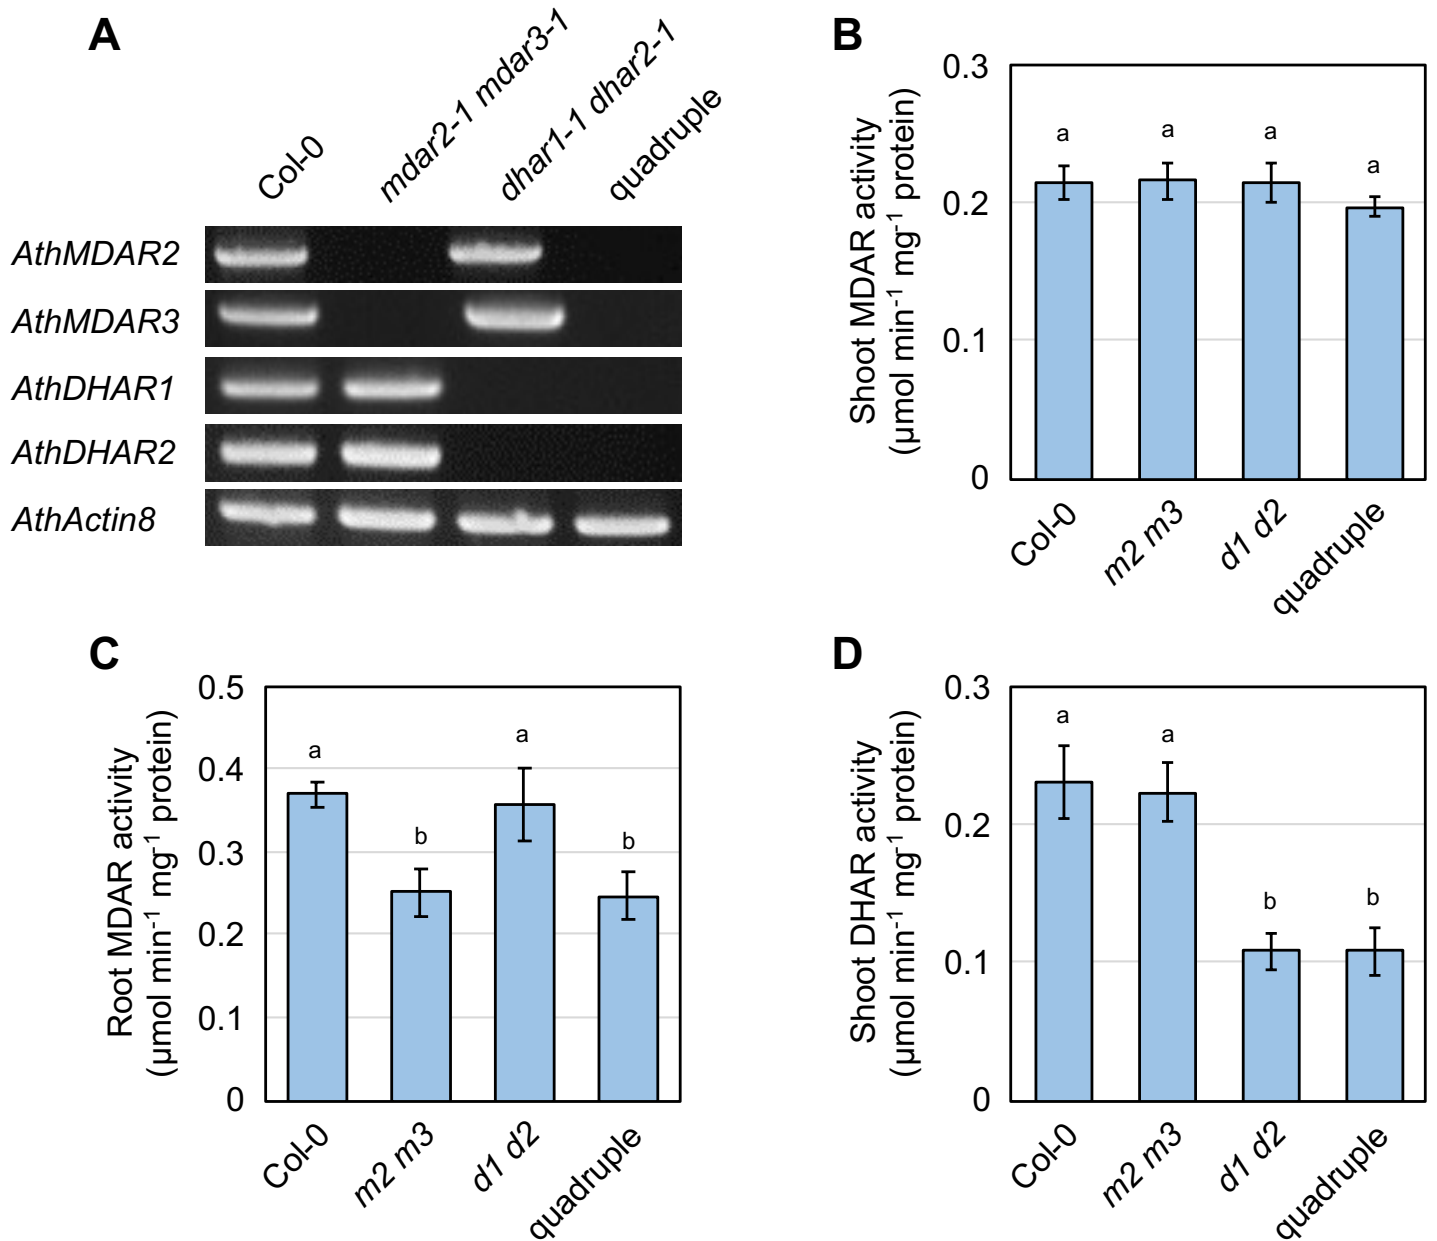 A
Col-0
mdar2-1 mdar3-1
dhar1-1 dhar2-1
quadruple
AthMDAR2
AthMDAR3
AthDHAR1
AthDHAR2
AthActin8
B
Shoot MDAR activity
(µmol min⁻¹ mg⁻¹ protein)
0.3
0.2
0.1
0
a
a
a
a
Col-0
m2 m3
d1 d2
quadruple
C
Root MDAR activity
(µmol min⁻¹ mg⁻¹ protein)
0.5
0.4
0.3
0.2
0.1
0
a
b
a
b
Col-0
m2 m3
d1 d2
quadruple
D
Shoot DHAR activity
(µmol min⁻¹ mg⁻¹ protein)
0.3
0.2
0.1
0
a
a
b
b
Col-0
m2 m3
d1 d2
quadruple